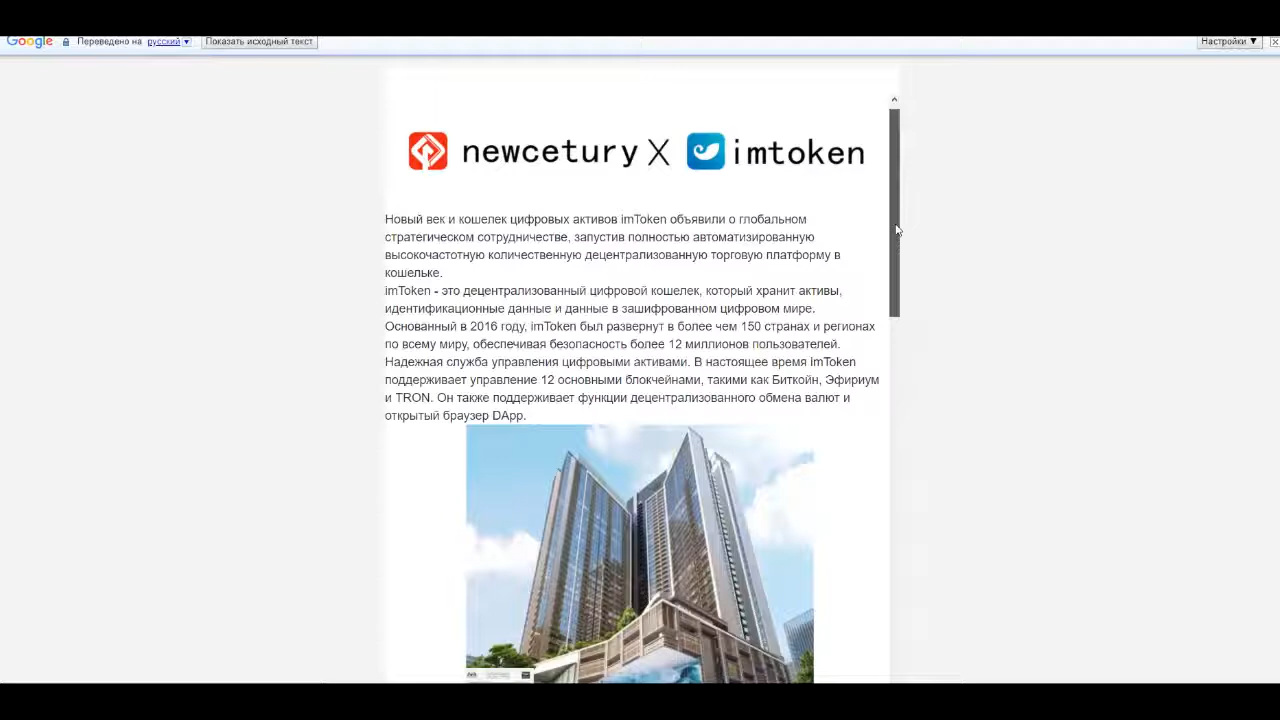 Google Переведено на русский ▼ Показать исходный текст Настройки ▼
newcetury X imtoken
Новый век и кошелек цифровых активов imToken объявили о глобальном
стратегическом сотрудничестве, запустив полностью автоматизированную
высокочастотную количественную децентрализованную торговую платформу в
кошельке.
imToken - это децентрализованный цифровой кошелек, который хранит активы,
идентификационные данные и данные в зашифрованном цифровом мире.
Основанный в 2016 году, imToken был развернут в более чем 150 странах и регионах
по всему миру, обеспечивая безопасность более 12 миллионов пользователей.
Надежная служба управления цифровыми активами. В настоящее время imToken
поддерживает управление 12 основными блокчейнами, такими как Биткойн, Эфириум
и TRON. Он также поддерживает функции децентрализованного обмена валют и
открытый браузер DApp.